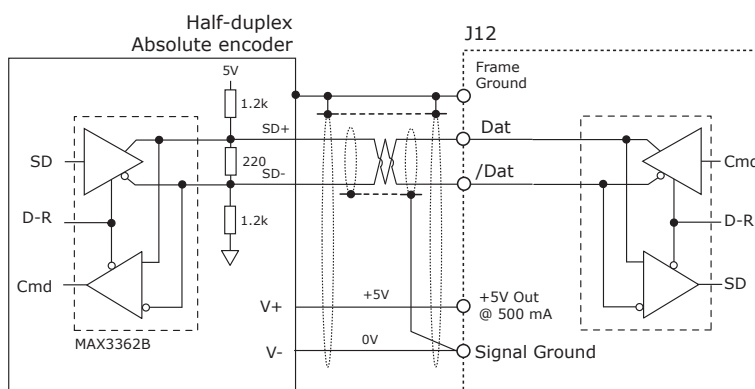 Half-duplex
Absolute encoder
J12
5V
Frame
Ground
1.2k
SD+
Dat
SD
220
Cmd
SD-
/Dat
D-R
1.2k
D-R
Cmd
SD
V+
+5V
+5V Out
@ 500 mA
MAX3362B
V-
0V
Signal Ground